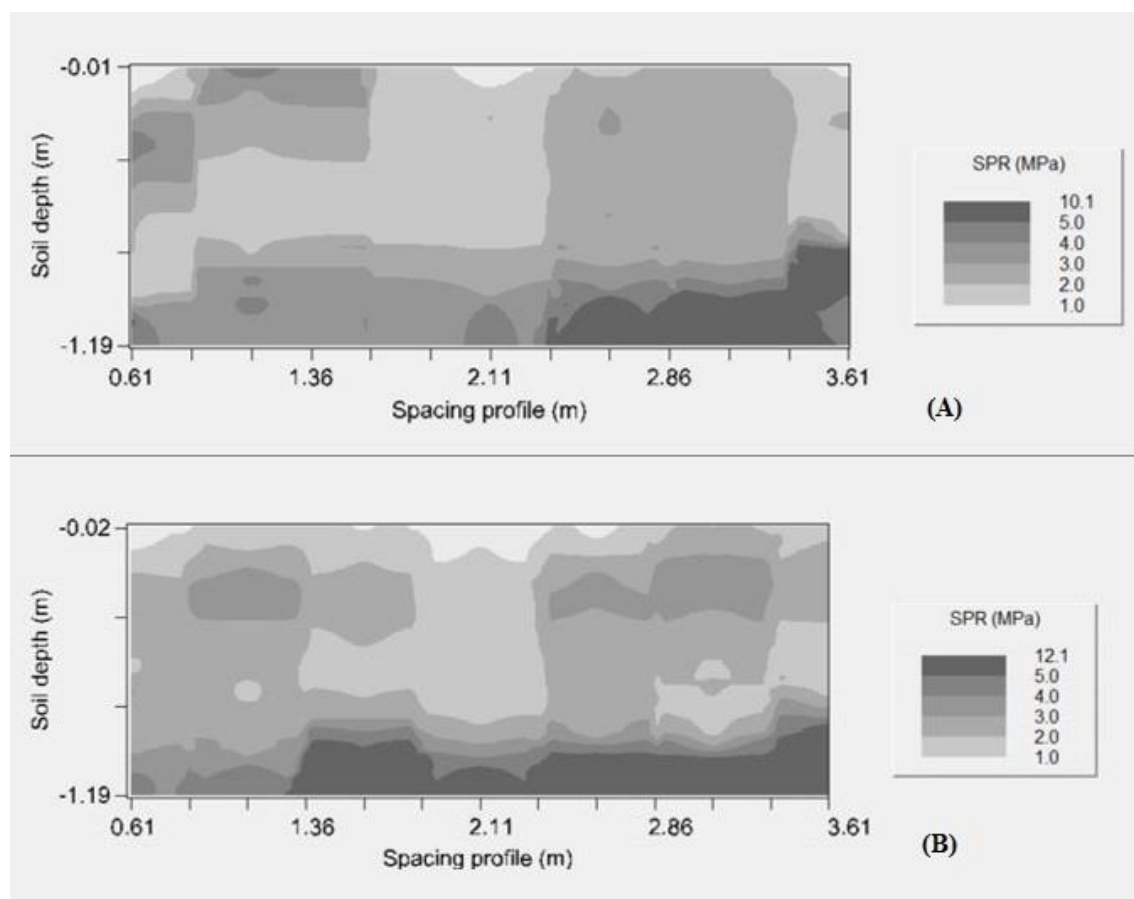 -0.01
Soil depth (m)
-1.19
0.61 1.36 2.11 2.86 3.61
Spacing profile (m)
SPR (MPa)
10.1
5.0
4.0
3.0
2.0
1.0
(A)
-0.02
Soil depth (m)
-1.19
0.61 1.36 2.11 2.86 3.61
Spacing profile (m)
SPR (MPa)
12.1
5.0
4.0
3.0
2.0
1.0
(B)